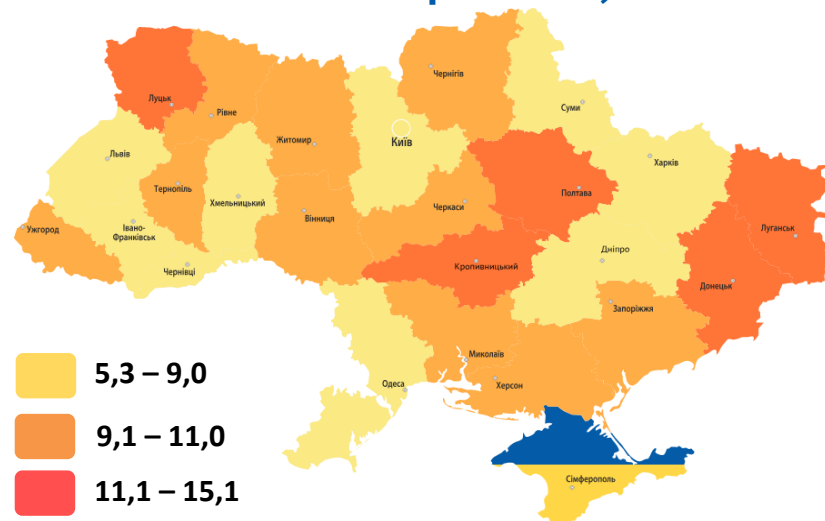 Чернігів
Луцьк
Рівне
Суми
Житомир
Київ
Львів
Харків
Тернопіль
Полтава
Хмельницький
Черкаси
Вінниця
Ужгород
Івано-
Франківськ
Луганськ
Дніпро
Чернівці
Кропивницький
Донецьк
Запоріжжя
Миколаїв
5,3 – 9,0
Одеса
Херсон
9,1 – 11,0
Сімферополь
11,1 – 15,1